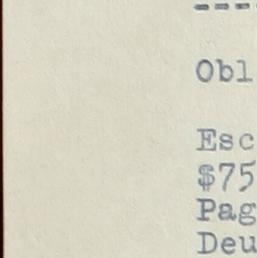 ----
Obl
Esc
$75
Pag
Deu